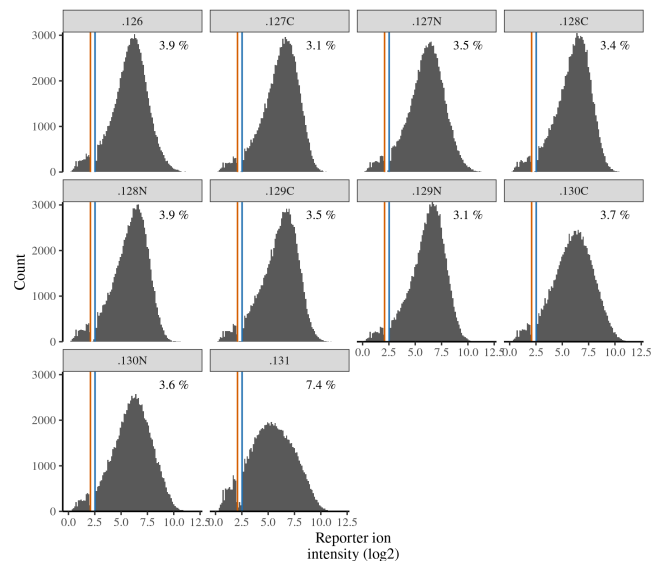 .126 .127C .127N .128C
3.9 % 3.1 % 3.5 % 3.4 %
3000
2000
1000
0
.128N .129C .129N .130C
3.9 % 3.5 % 3.1 % 3.7 %
3000
2000
1000
0
0.0 2.5 5.0 7.5 10.0 12.5 0.0 2.5 5.0 7.5 10.0 12.5
.130N .131
3.6 % 7.4 %
3000
2000
1000
0
0.0 2.5 5.0 7.5 10.0 12.5 0.0 2.5 5.0 7.5 10.0 12.5
Count
Reporter ion
intensity (log2)